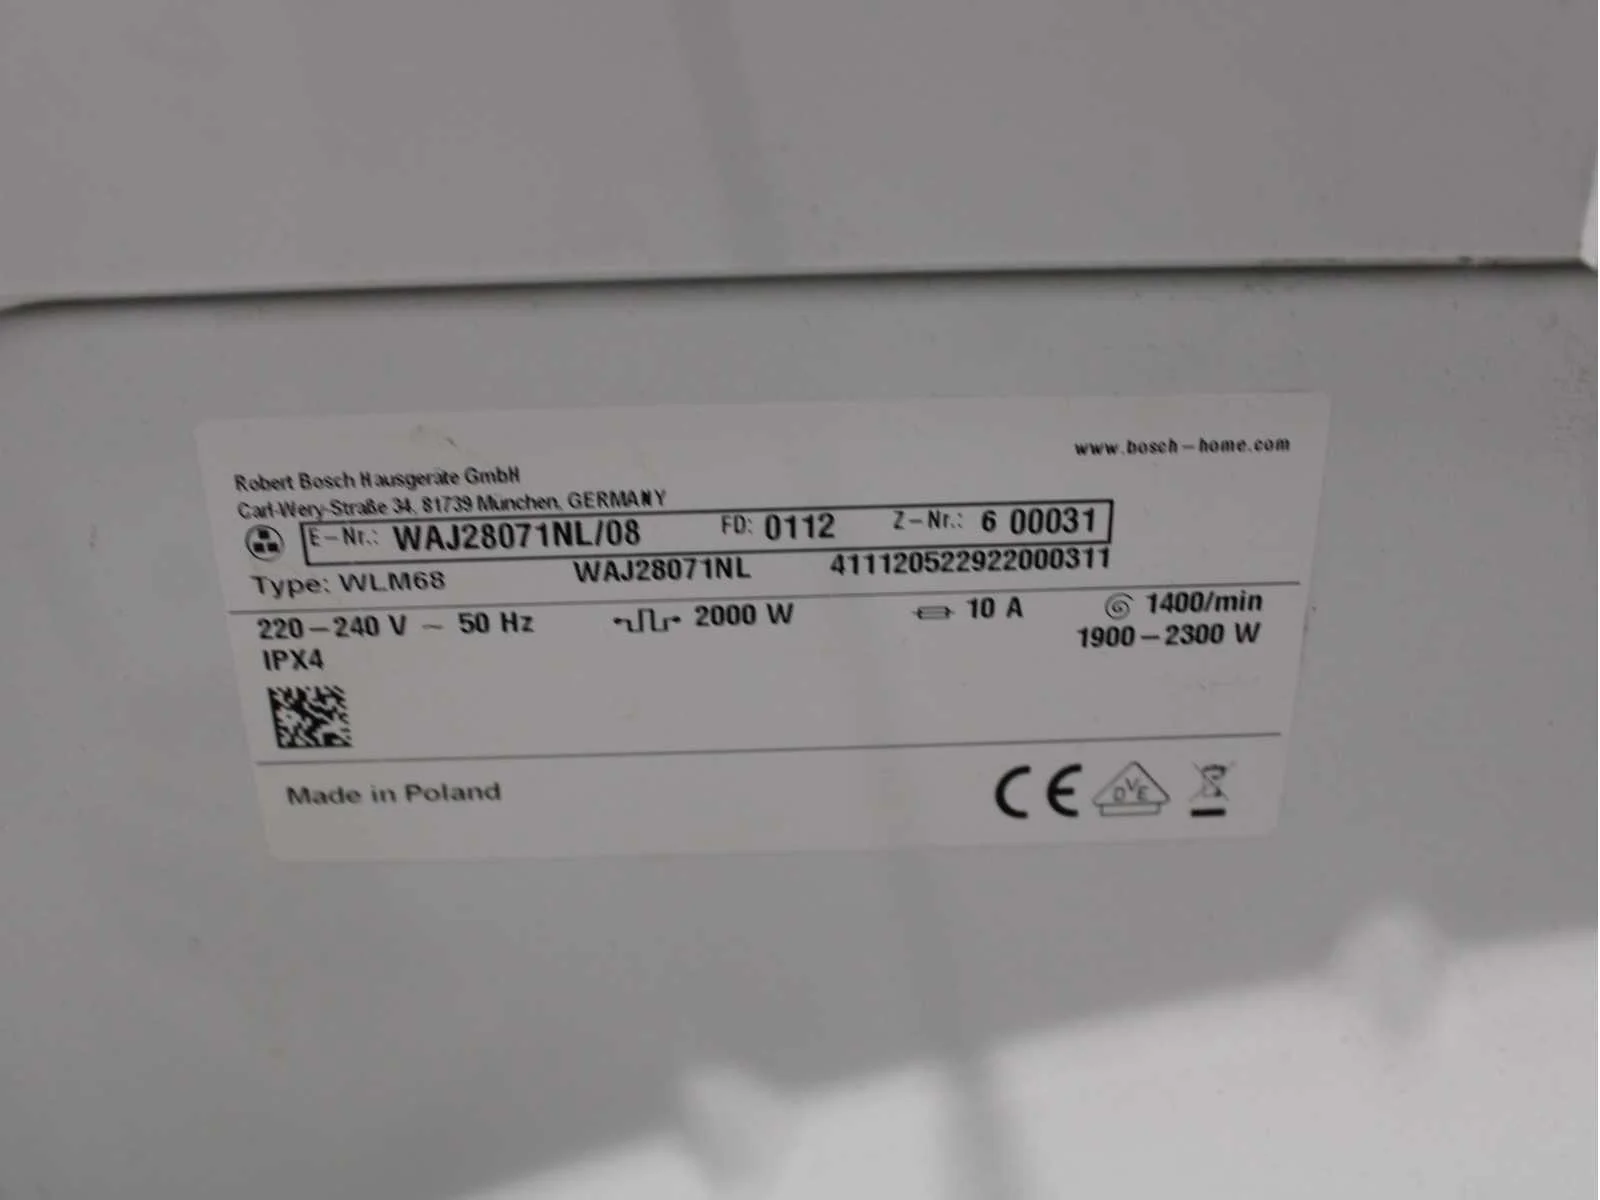 www.bosch-home.com
Robert Bosch Hausgeräte GmbH
Carl-Wery-Straße 34, 81739 München, GERMANY
E-Nr.: WAJ28071NL/08 FD: 0112 Z-Nr.: 6 00031
Type: WLM68 WAJ28071NL 411120522922000311
220-240 V ~ 50 Hz 2000 W 10 A 1400/min
IPX4 1900-2300 W
Made in Poland CE DVE